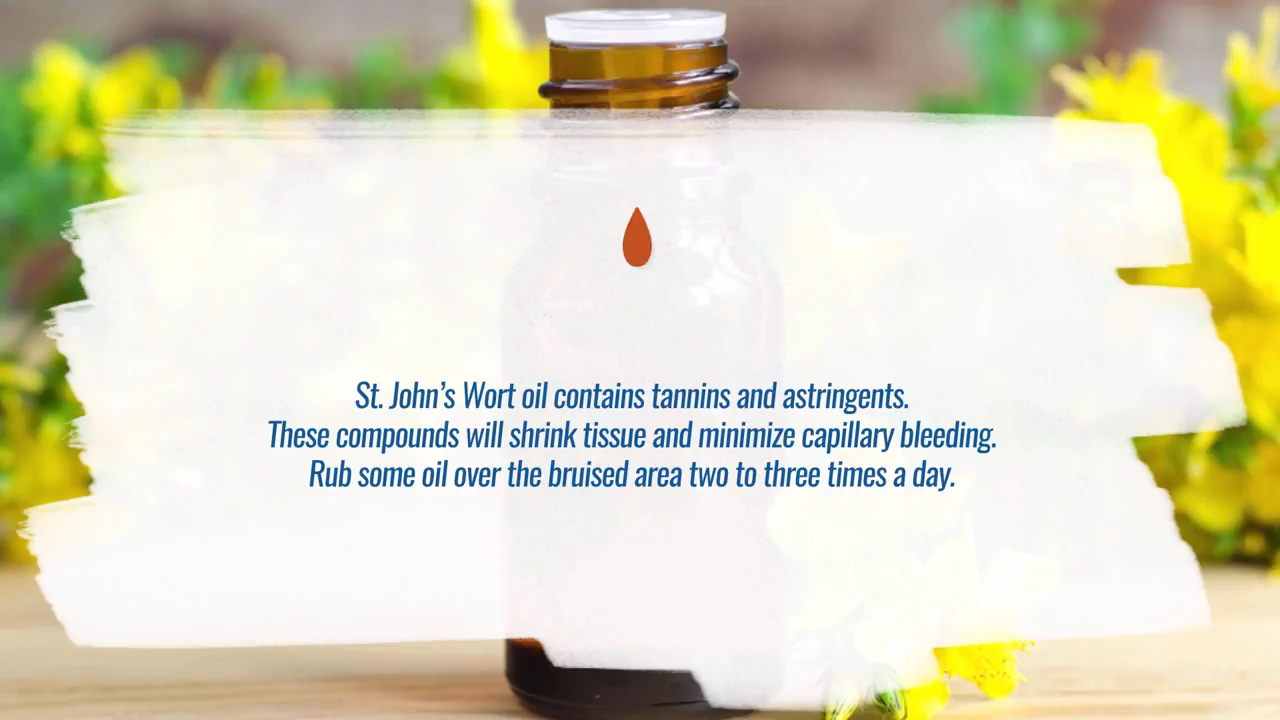 St. John’s Wort oil contains tannins and astringents.
These compounds will shrink tissue and minimize capillary bleeding.
Rub some oil over the bruised area two to three times a day.